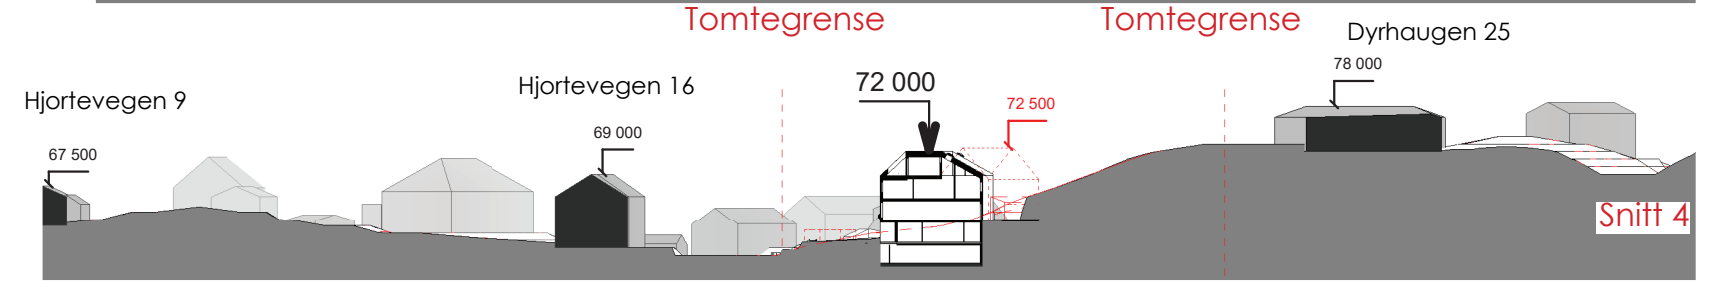 Tomtegrense Tomtegrense
Dyrhaugen 25
78 000
Hjortevegen 9
Hjortevegen 16
72 000
72 500
69 000
67 500
Snitt 4